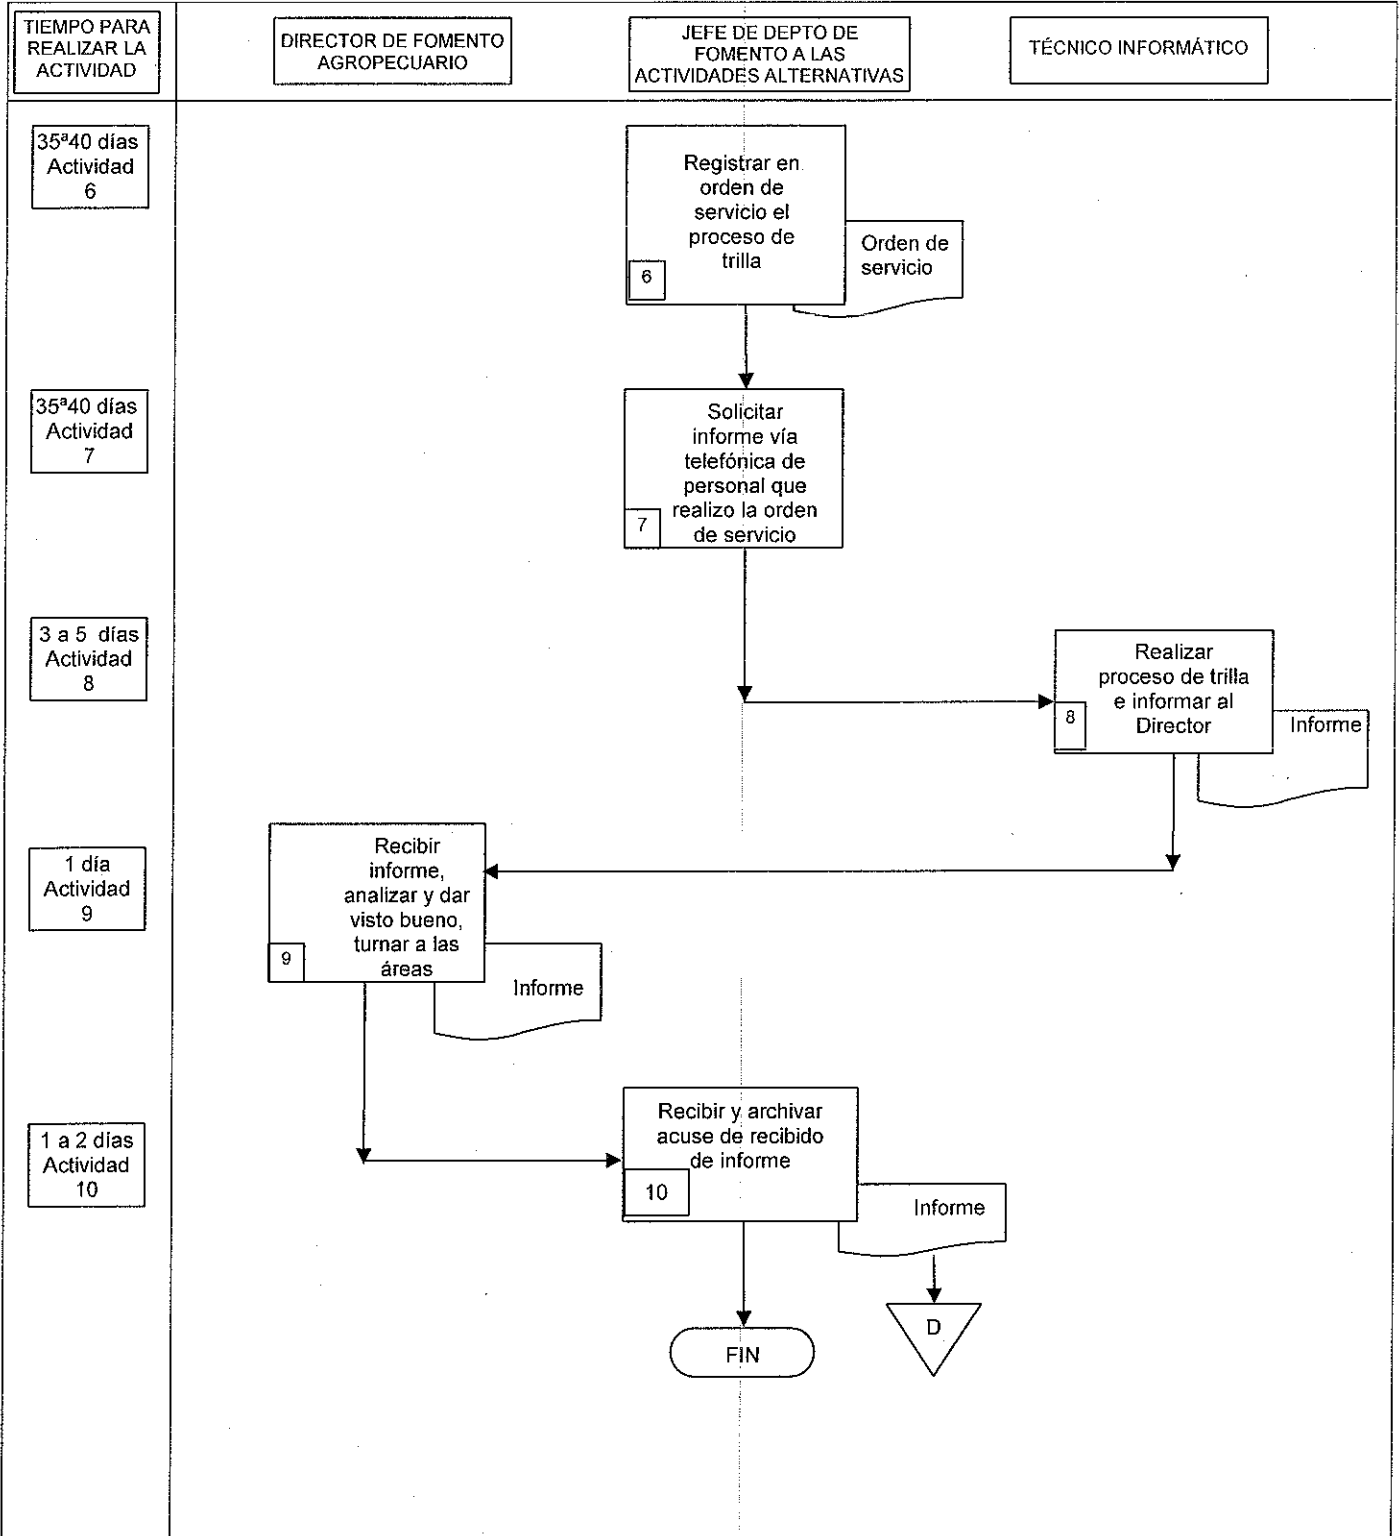 TIEMPO PARA
REALIZAR LA
ACTIVIDAD
DIRECTOR DE FOMENTO
AGROPECUARIO
JEFE DE DEPTO DE
FOMENTO A LAS
ACTIVIDADES ALTERNATIVAS
TÉCNICO INFORMÁTICO
35ª40 días
Actividad
6
Registrar en
orden de
servicio el
proceso de
trilla
6
Orden de
servicio
35ª40 días
Actividad
7
Solicitar
informe vía
telefónica de
personal que
realizo la orden
de servicio
7
3 a 5 días
Actividad
8
Realizar
proceso de trilla
e informar al
Director
8
Informe
1 día
Actividad
9
Recibir
informe,
analizar y dar
visto bueno,
turnar a las
áreas
9
Informe
1 a 2 días
Actividad
10
Recibir y archivar
acuse de recibido
de informe
10
Informe
D
FIN